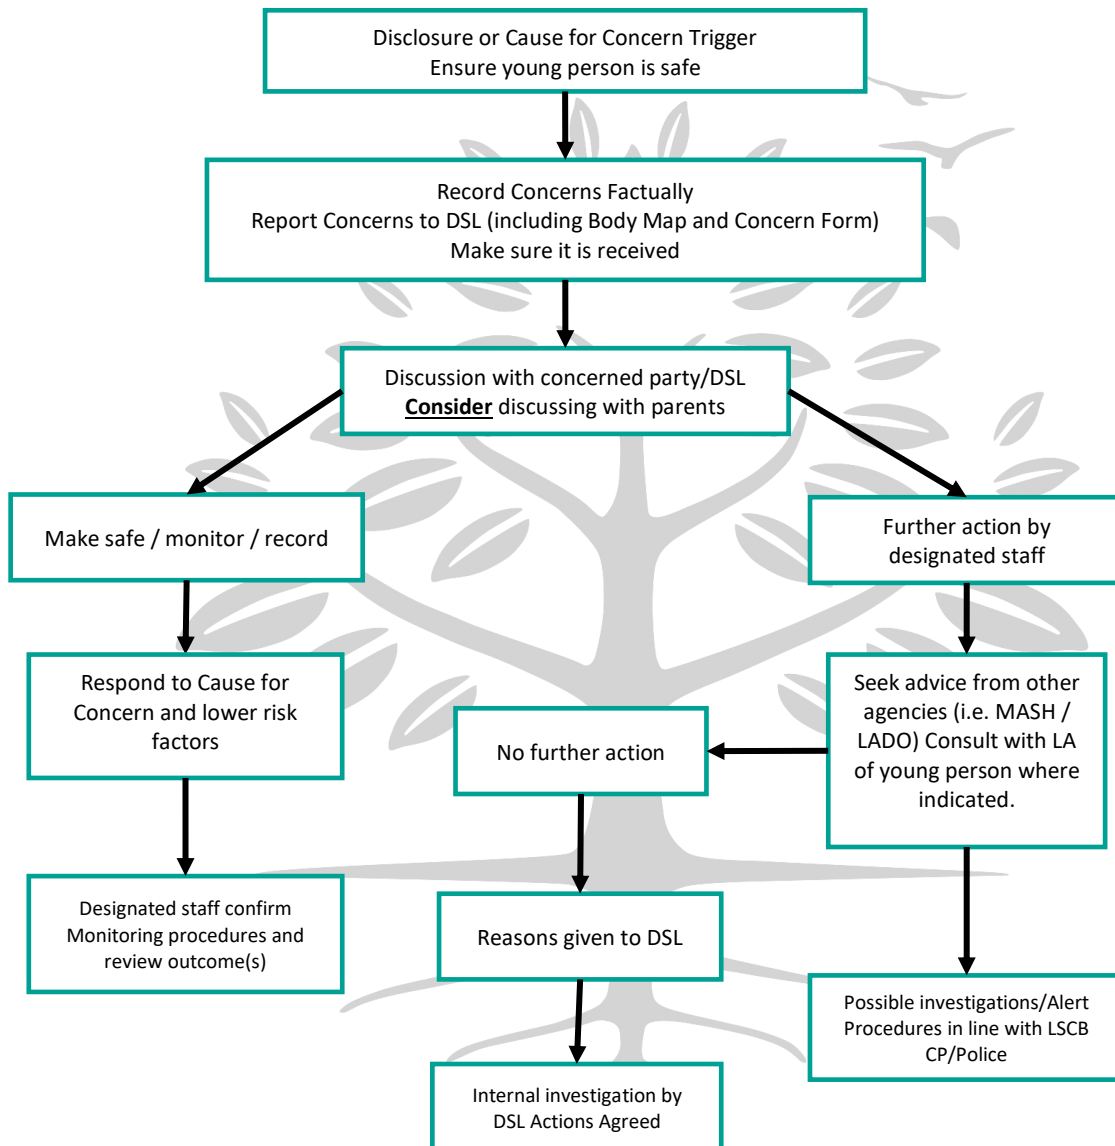 Disclosure or Cause for Concern Trigger
Ensure young person is safe
Record Concerns Factually
Report Concerns to DSL (including Body Map and Concern Form)
Make sure it is received
Discussion with concerned party/DSL
Consider discussing with parents
Make safe / monitor / record
Further action by
designated staff
Respond to Cause for
Concern and lower risk
factors
No further action
Seek advice from other
agencies (i.e. MASH /
LADO) Consult with LA
of young person where
indicated.
Designated staff confirm
Monitoring procedures and
review outcome(s)
Reasons given to DSL
Possible investigations/Alert
Procedures in line with LSCB
CP/Police
Internal investigation by
DSL Actions Agreed